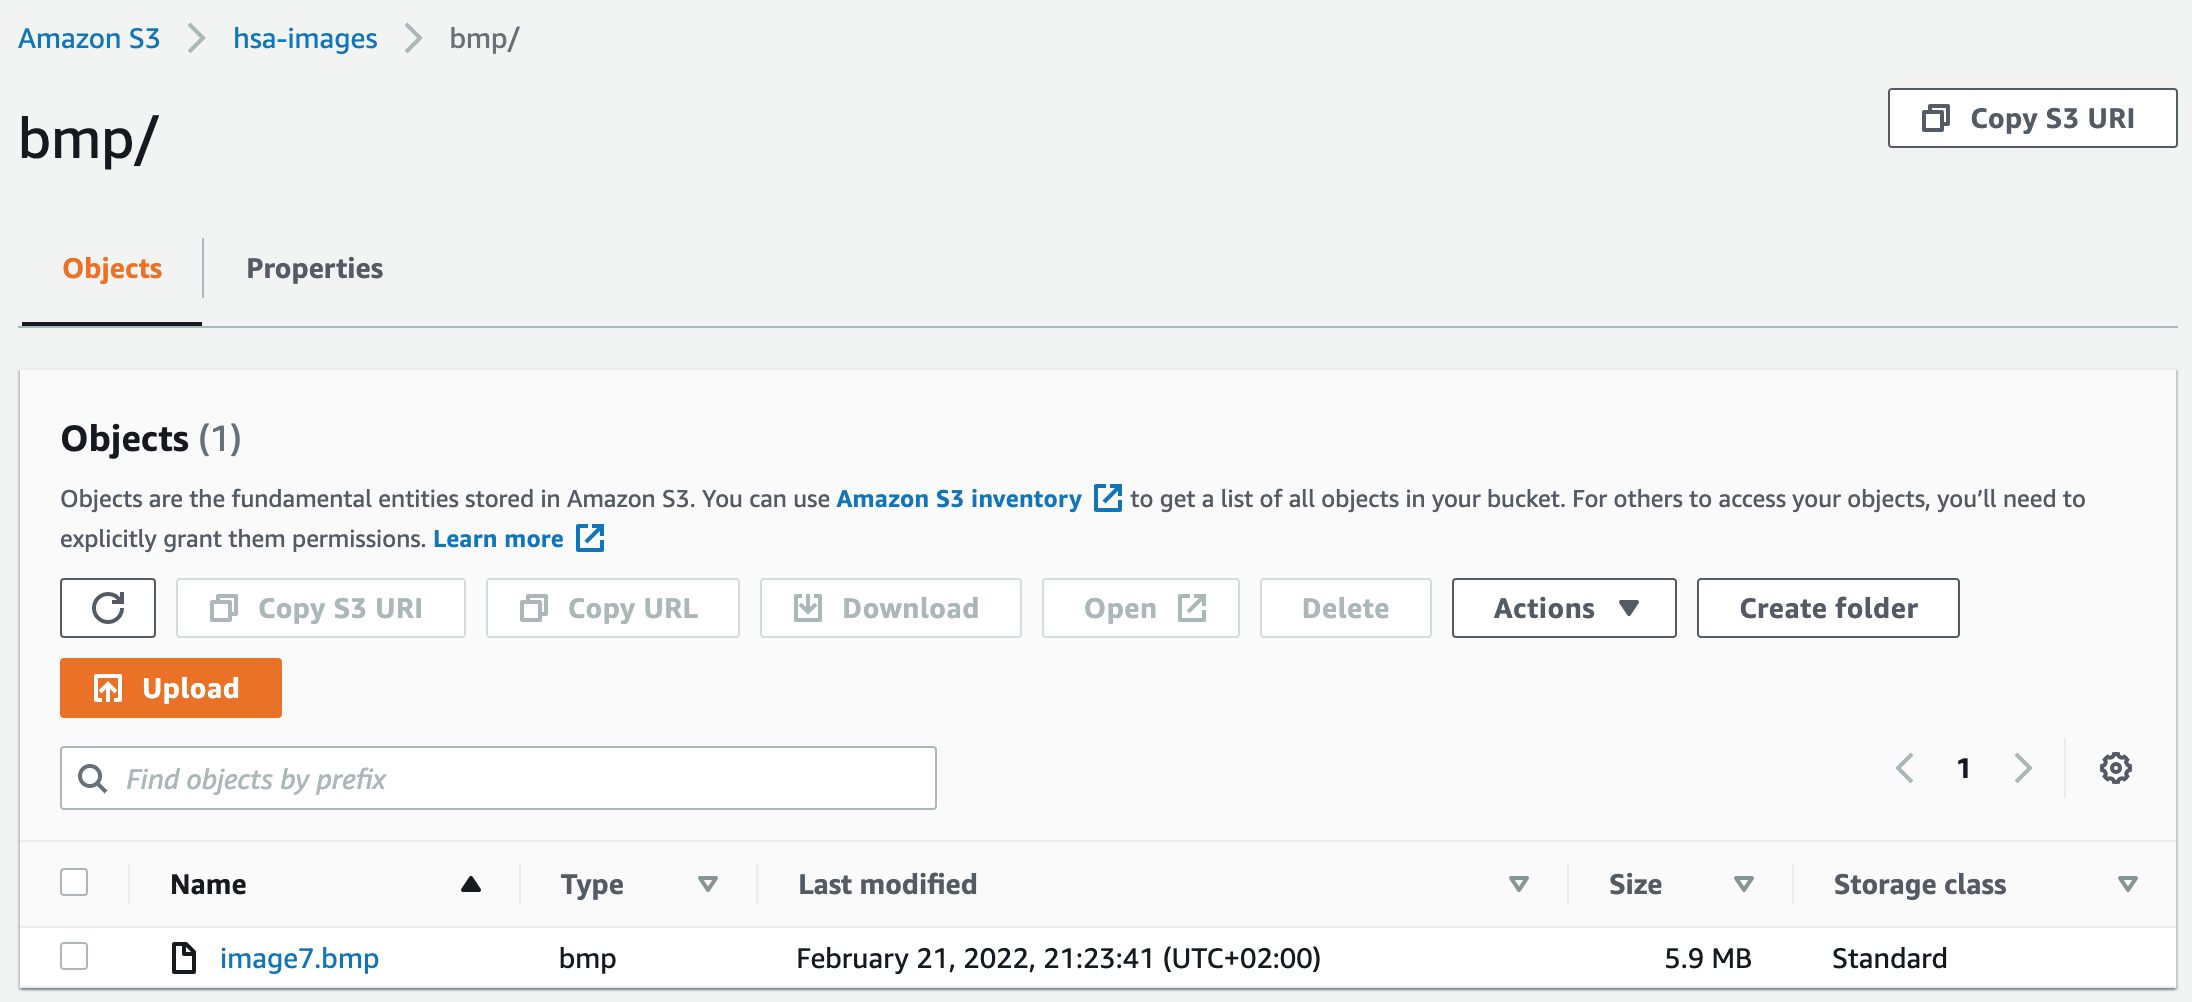 Amazon S3 hsa-images bmp/
bmp/
Copy S3 URI
Objects Properties
Objects (1)
Objects are the fundamental entities stored in Amazon S3. You can use Amazon S3 inventory to get a list of all objects in your bucket. For others to access your objects, you’ll need to
explicitly grant them permissions. Learn more
Copy S3 URI Copy URL Download Open Delete Actions Create folder
Upload
Find objects by prefix
1
Name Type Last modified Size Storage class
image7.bmp bmp February 21, 2022, 21:23:41 (UTC+02:00) 5.9 MB Standard